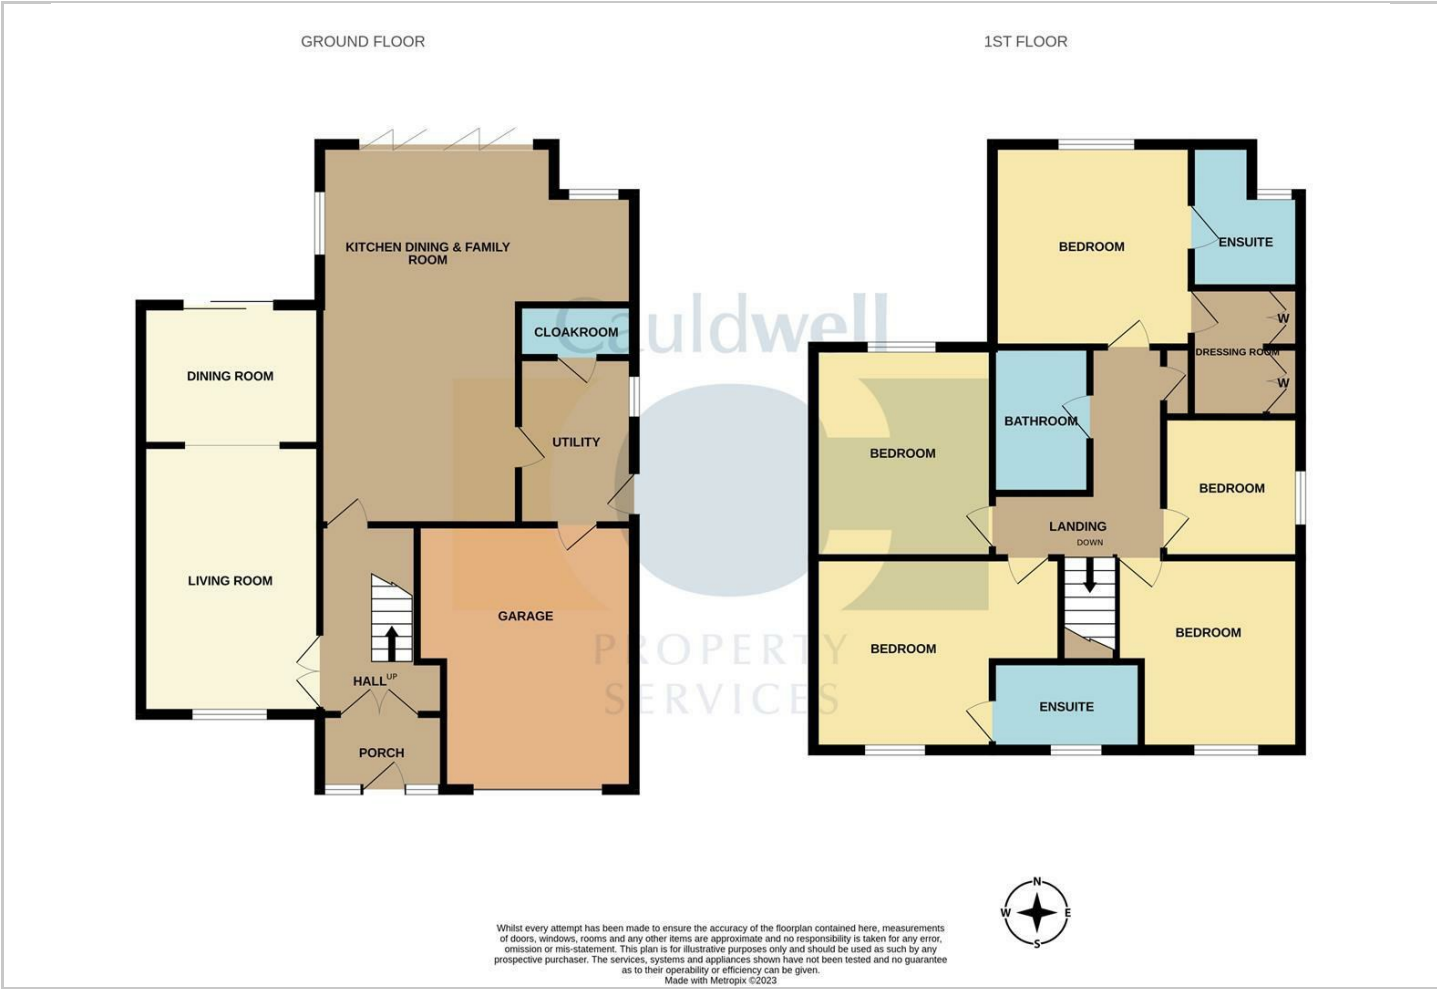 GROUND FLOOR
1ST FLOOR
KITCHEN DINING & FAMILY
ROOM
CLOAKROOM
DINING ROOM
UTILITY
LIVING ROOM
GARAGE
HALL
UP
PORCH
BEDROOM
ENSUITE
W
DRESSING ROOM
W
BATHROOM
BEDROOM
BEDROOM
LANDING
DOWN
BEDROOM
BEDROOM
ENSUITE
Cauldwell
PROPERTY
SERVICES
N
W
E
S
Whilst every attempt has been made to ensure the accuracy of the floorplan contained here, measurements
of doors, windows, rooms and any other items are approximate and no responsibility is taken for any error,
omission or mis-statement. This plan is for illustrative purposes only and should be used as such by any
prospective purchaser. The services, systems and appliances shown have not been tested and no guarantee
as to their operability or efficiency can be given.
Made with Metropix ©2023